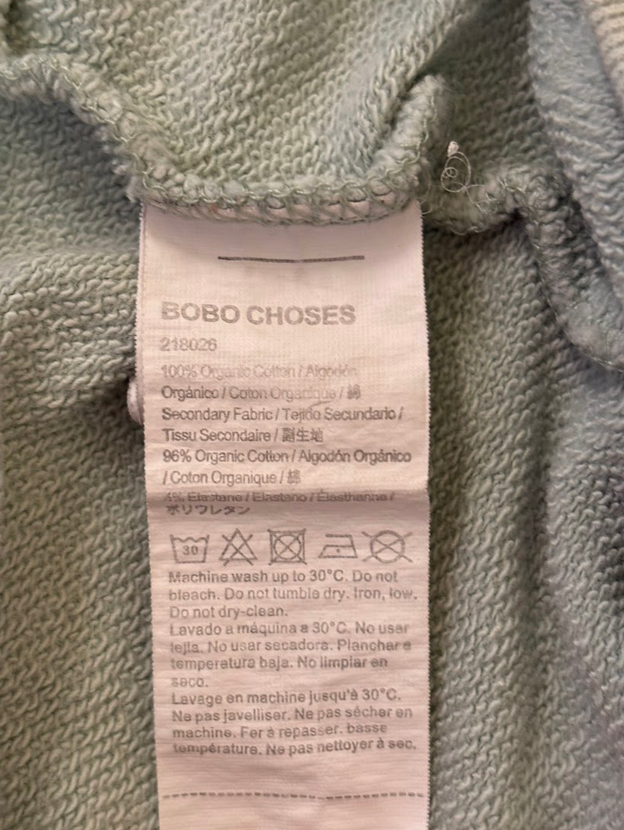 BOBO CHOSES
218026
100% Organic Cotton / Algodón
Orgánico / Coton Organique / 綿
Secondary Fabric / Tejido Secundario /
Tissu Secondaire / 副生地
96% Organic Cotton / Algodón Orgánico
/ Coton Organique / 綿
4% Elastane / Elastano / Élasthanne /
ポリウレタン
30
Machine wash up to 30°C. Do not
bleach. Do not tumble dry. Iron, low.
Do not dry-clean.
Lavado a máquina a 30°C. No usar
lejía. No usar secadora. Planchar a
temperatura baja. No limpiar en
seco.
Lavage en machine jusqu'à 30°C.
Ne pas javelliser. Ne pas sécher en
machine. Fer à repasser. basse
température. Ne pas nettoyer à sec.